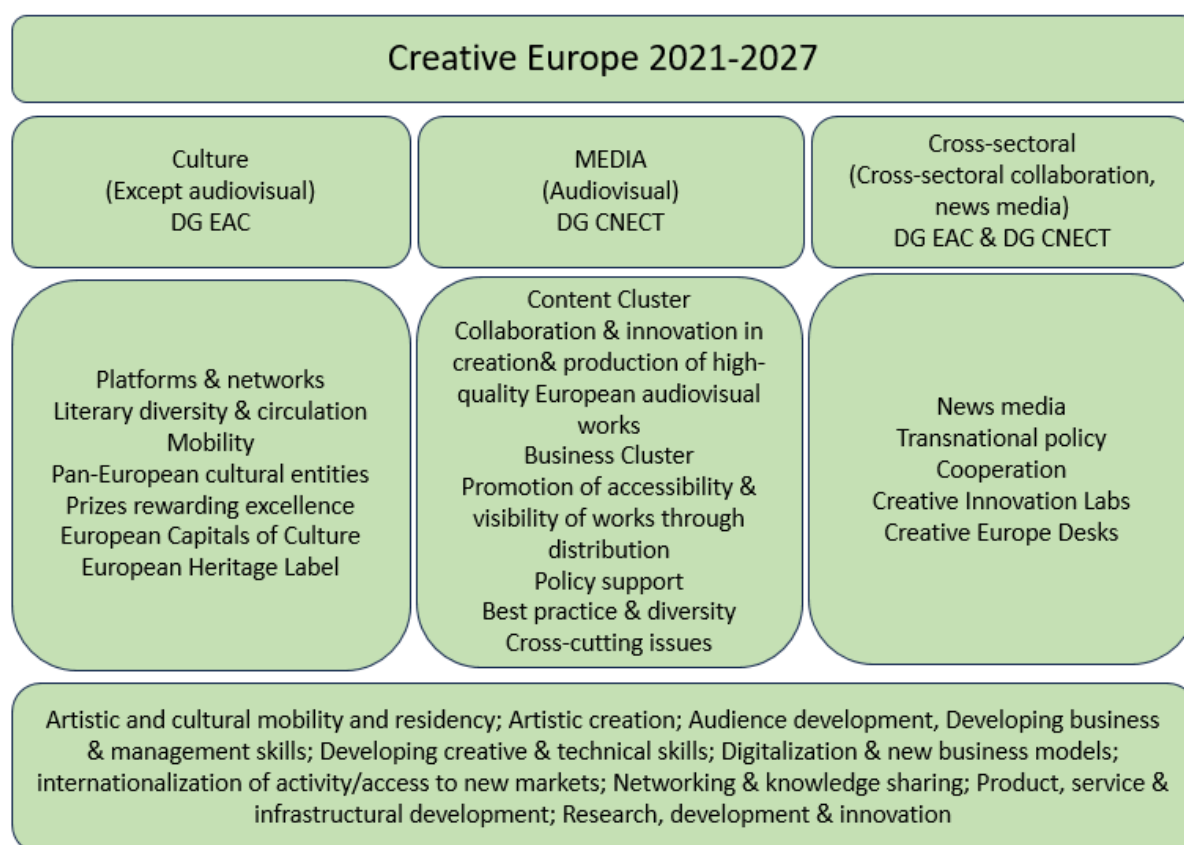 Creative Europe 2021-2027
Culture
(Except audiovisual)
DG EAC
MEDIA
(Audiovisual)
DG CNECT
Cross-sectoral
(Cross-sectoral collaboration,
news media)
DG EAC & DG CNECT
Platforms & networks
Literary diversity & circulation
Mobility
Pan-European cultural entities
Prizes rewarding excellence
European Capitals of Culture
European Heritage Label
Content Cluster
Collaboration & innovation in
creation& production of high-
quality European audiovisual
works
Business Cluster
Promotion of accessibility &
visibility of works through
distribution
Policy support
Best practice & diversity
Cross-cutting issues
News media
Transnational policy
Cooperation
Creative Innovation Labs
Creative Europe Desks
Artistic and cultural mobility and residency; Artistic creation; Audience development, Developing business
& management skills; Developing creative & technical skills; Digitalization & new business models;
internationalization of activity/access to new markets; Networking & knowledge sharing; Product, service &
infrastructural development; Research, development & innovation